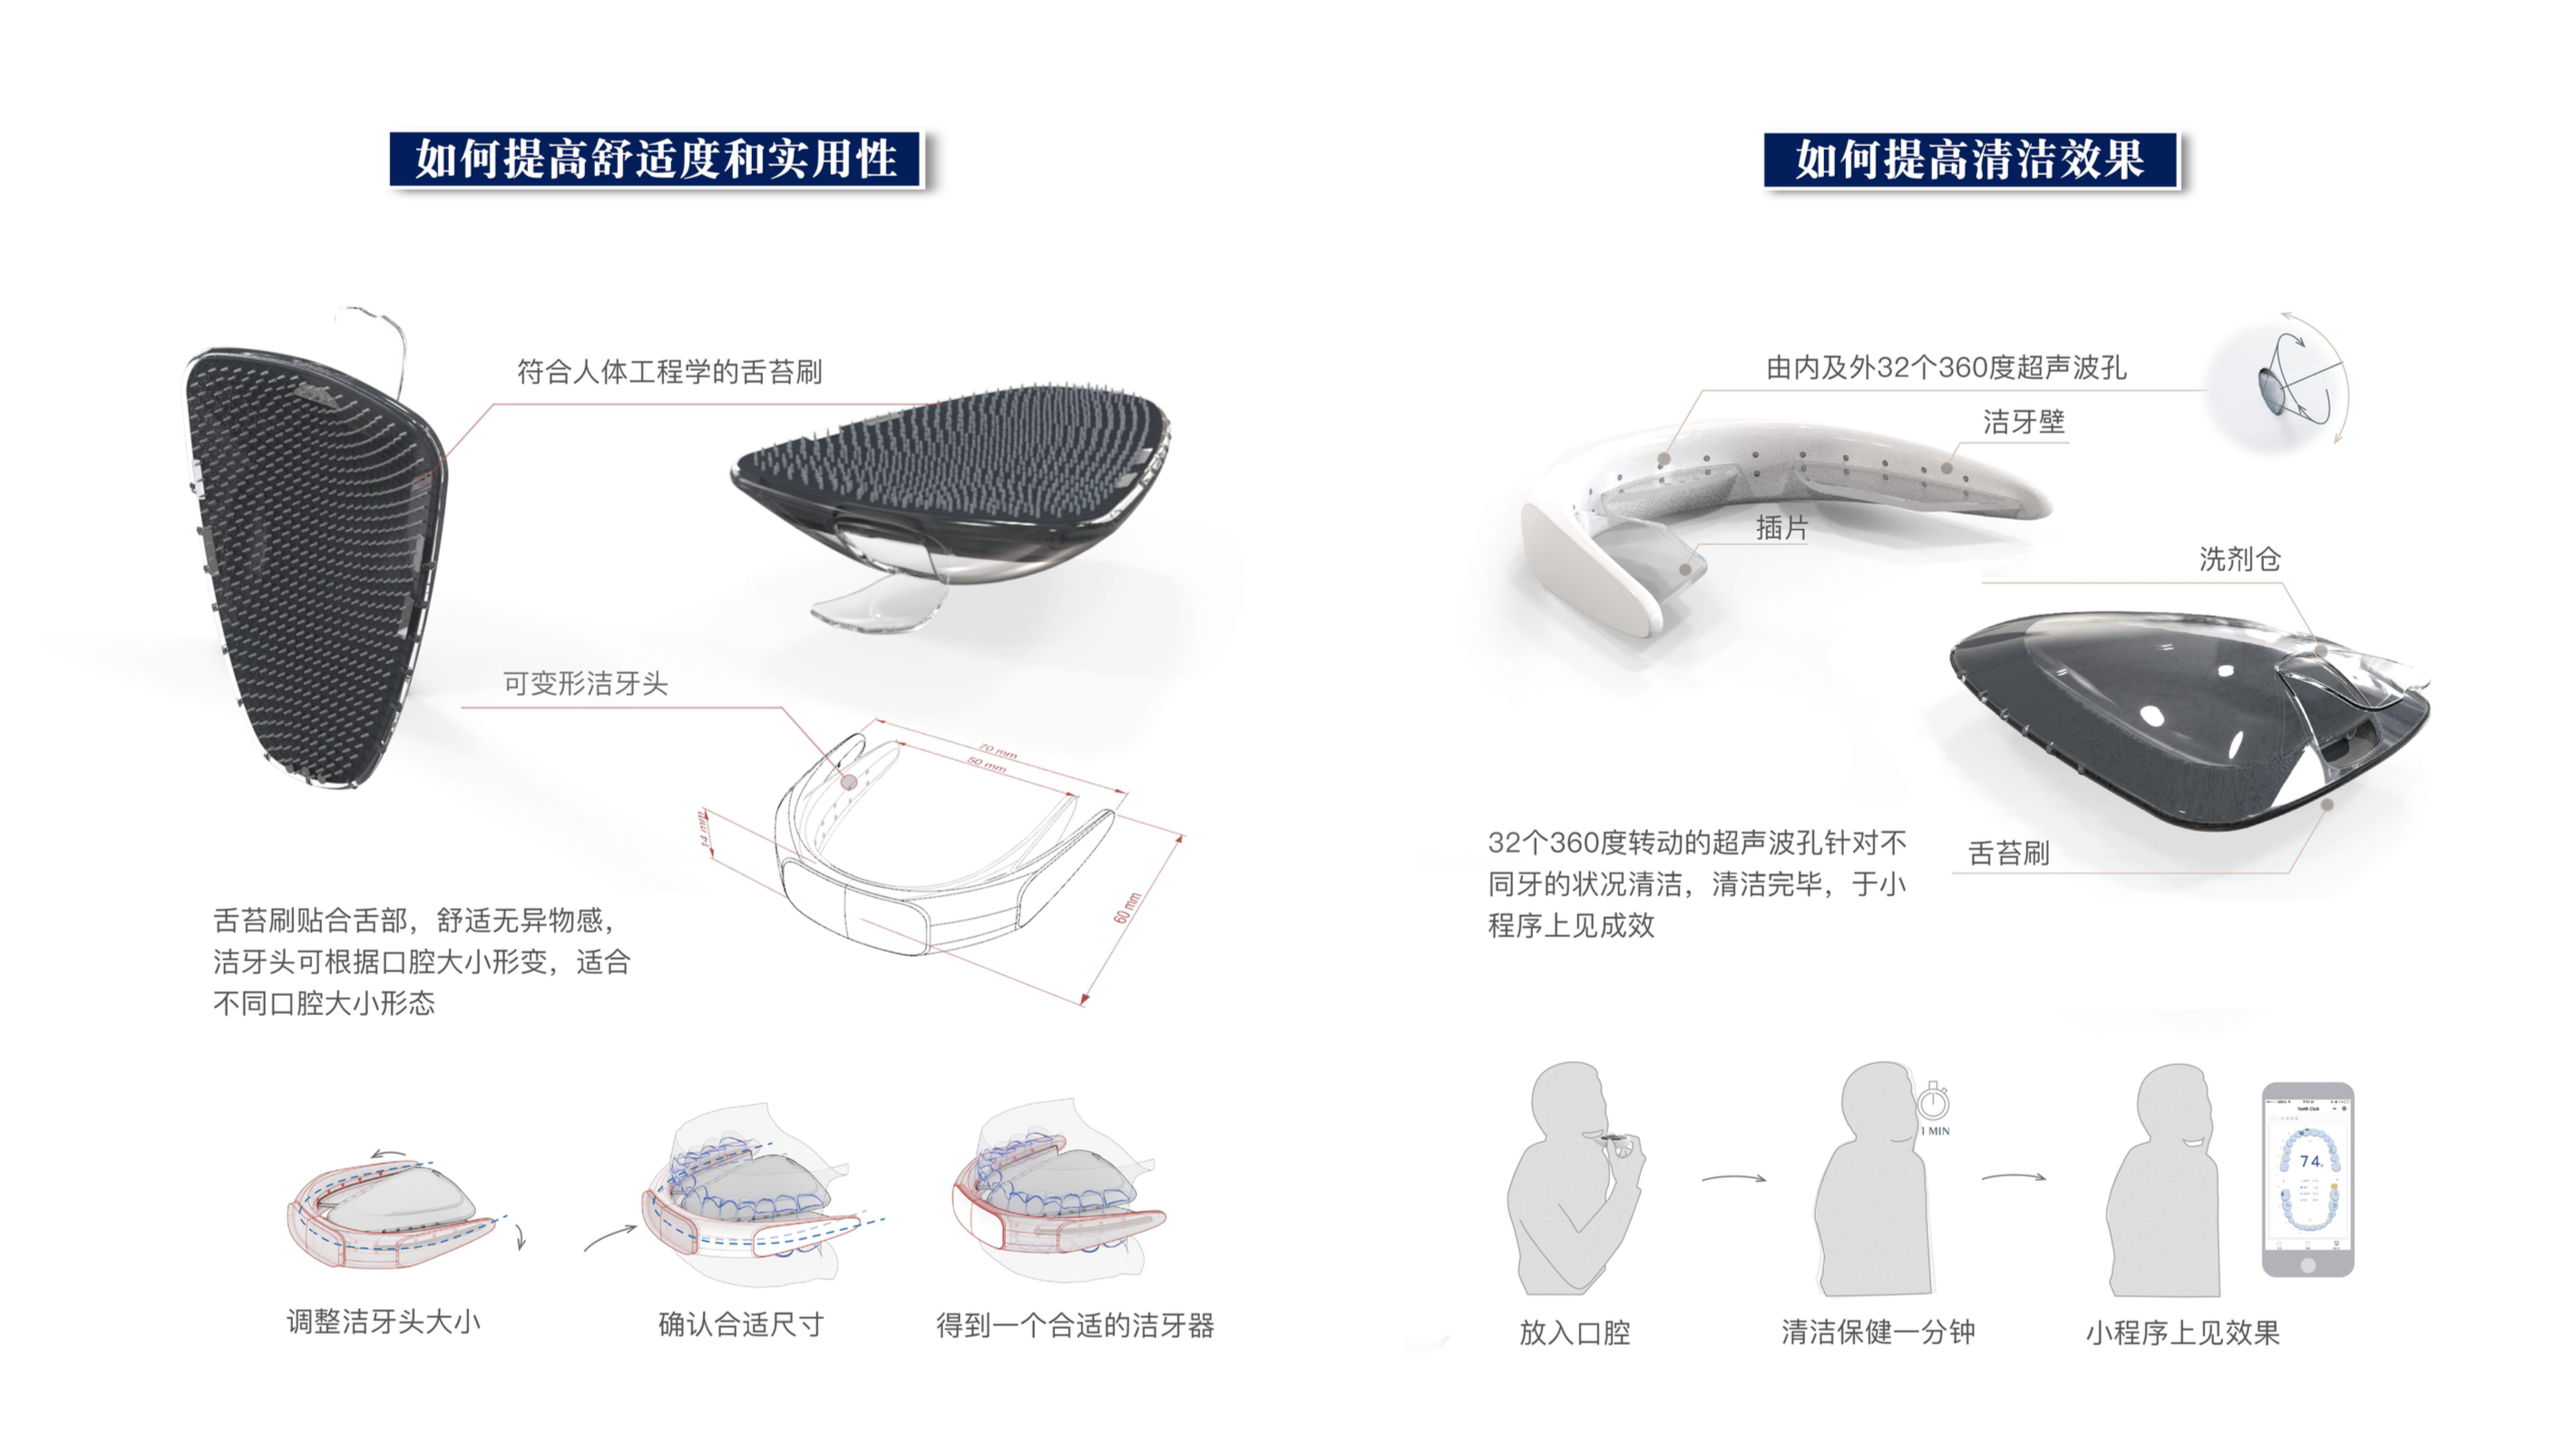 如何提高舒适度和实用性
符合人体工程学的舌苔刷
可变形洁牙头
70 mm
50 mm
14 mm
60 mm
舌苔刷贴合舌部，舒适无异物感，
洁牙头可根据口腔大小形变，适合
不同口腔大小形态
调整洁牙头大小
确认合适尺寸
得到一个合适的洁牙器
如何提高清洁效果
由内及外32个360度超声波孔
洁牙壁
插片
洗剂仓
舌苔刷
32个360度转动的超声波孔针对不
同牙的状况清洁，清洁完毕，于小
程序上见成效
1 MIN
Tooth Club
74
放入口腔
清洁保健一分钟
小程序上见效果